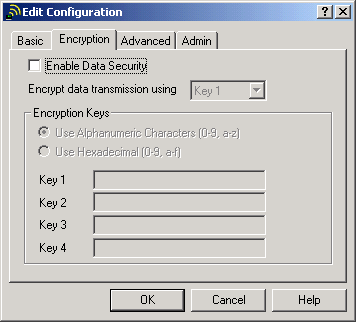 Edit Configuration
Basic Encryption Advanced Admin
Enable Data Security
Encrypt data transmission using Key 1
Encryption Keys
Use Alphanumeric Characters (0-9, a-z)
Use Hexadecimal (0-9, a-f)
Key 1
Key 2
Key 3
Key 4
OK Cancel Help